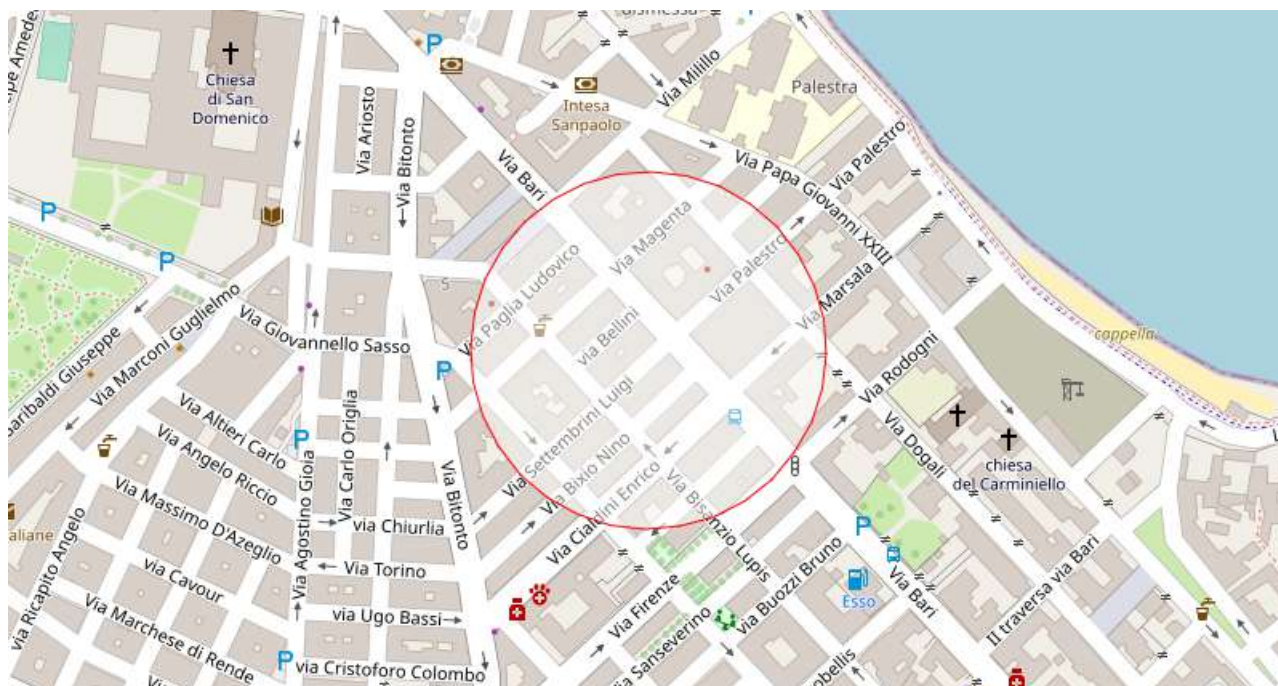 dismessa
Chiesa
di San
Domenico
Via Ariosto
Via Bitonto
Intesa
Sanpaolo
Via Milillo
Palestra
Via Bari
Via Papa Giovanni XXIII
Via Palestro
Via Magenta
Via Palestro
Via Paglia Ludovico
via Bellini
Via Marsala
cappella
5
Via Marconi Guglielmo
Garibaldi Giuseppe
Via Giovannello Sasso
Via Rodogni
Via Dogali
chiesa
del Carminiello
Via Altieri Carlo
Via Angelo Riccio
Via Massimo D'Azeglio
Via Agostino Gioia
Via Carlo Origlia
via Chiurlia
Via Bitonto
Via Settembrini Luigi
Via Bixio Nino
Via Cialdini Enrico
Via Bisanzio Lupis
aliane
via Ricapito Angelo
via Cavour
Via Torino
via Ugo Bassi
Via Marchese di Rende
via Cristoforo Colombo
Via Firenze
Via Sanseverino
Via Buozzi Bruno
Esso
Via Bari
II traversa via Bari
P
P
P
P
P
P
P